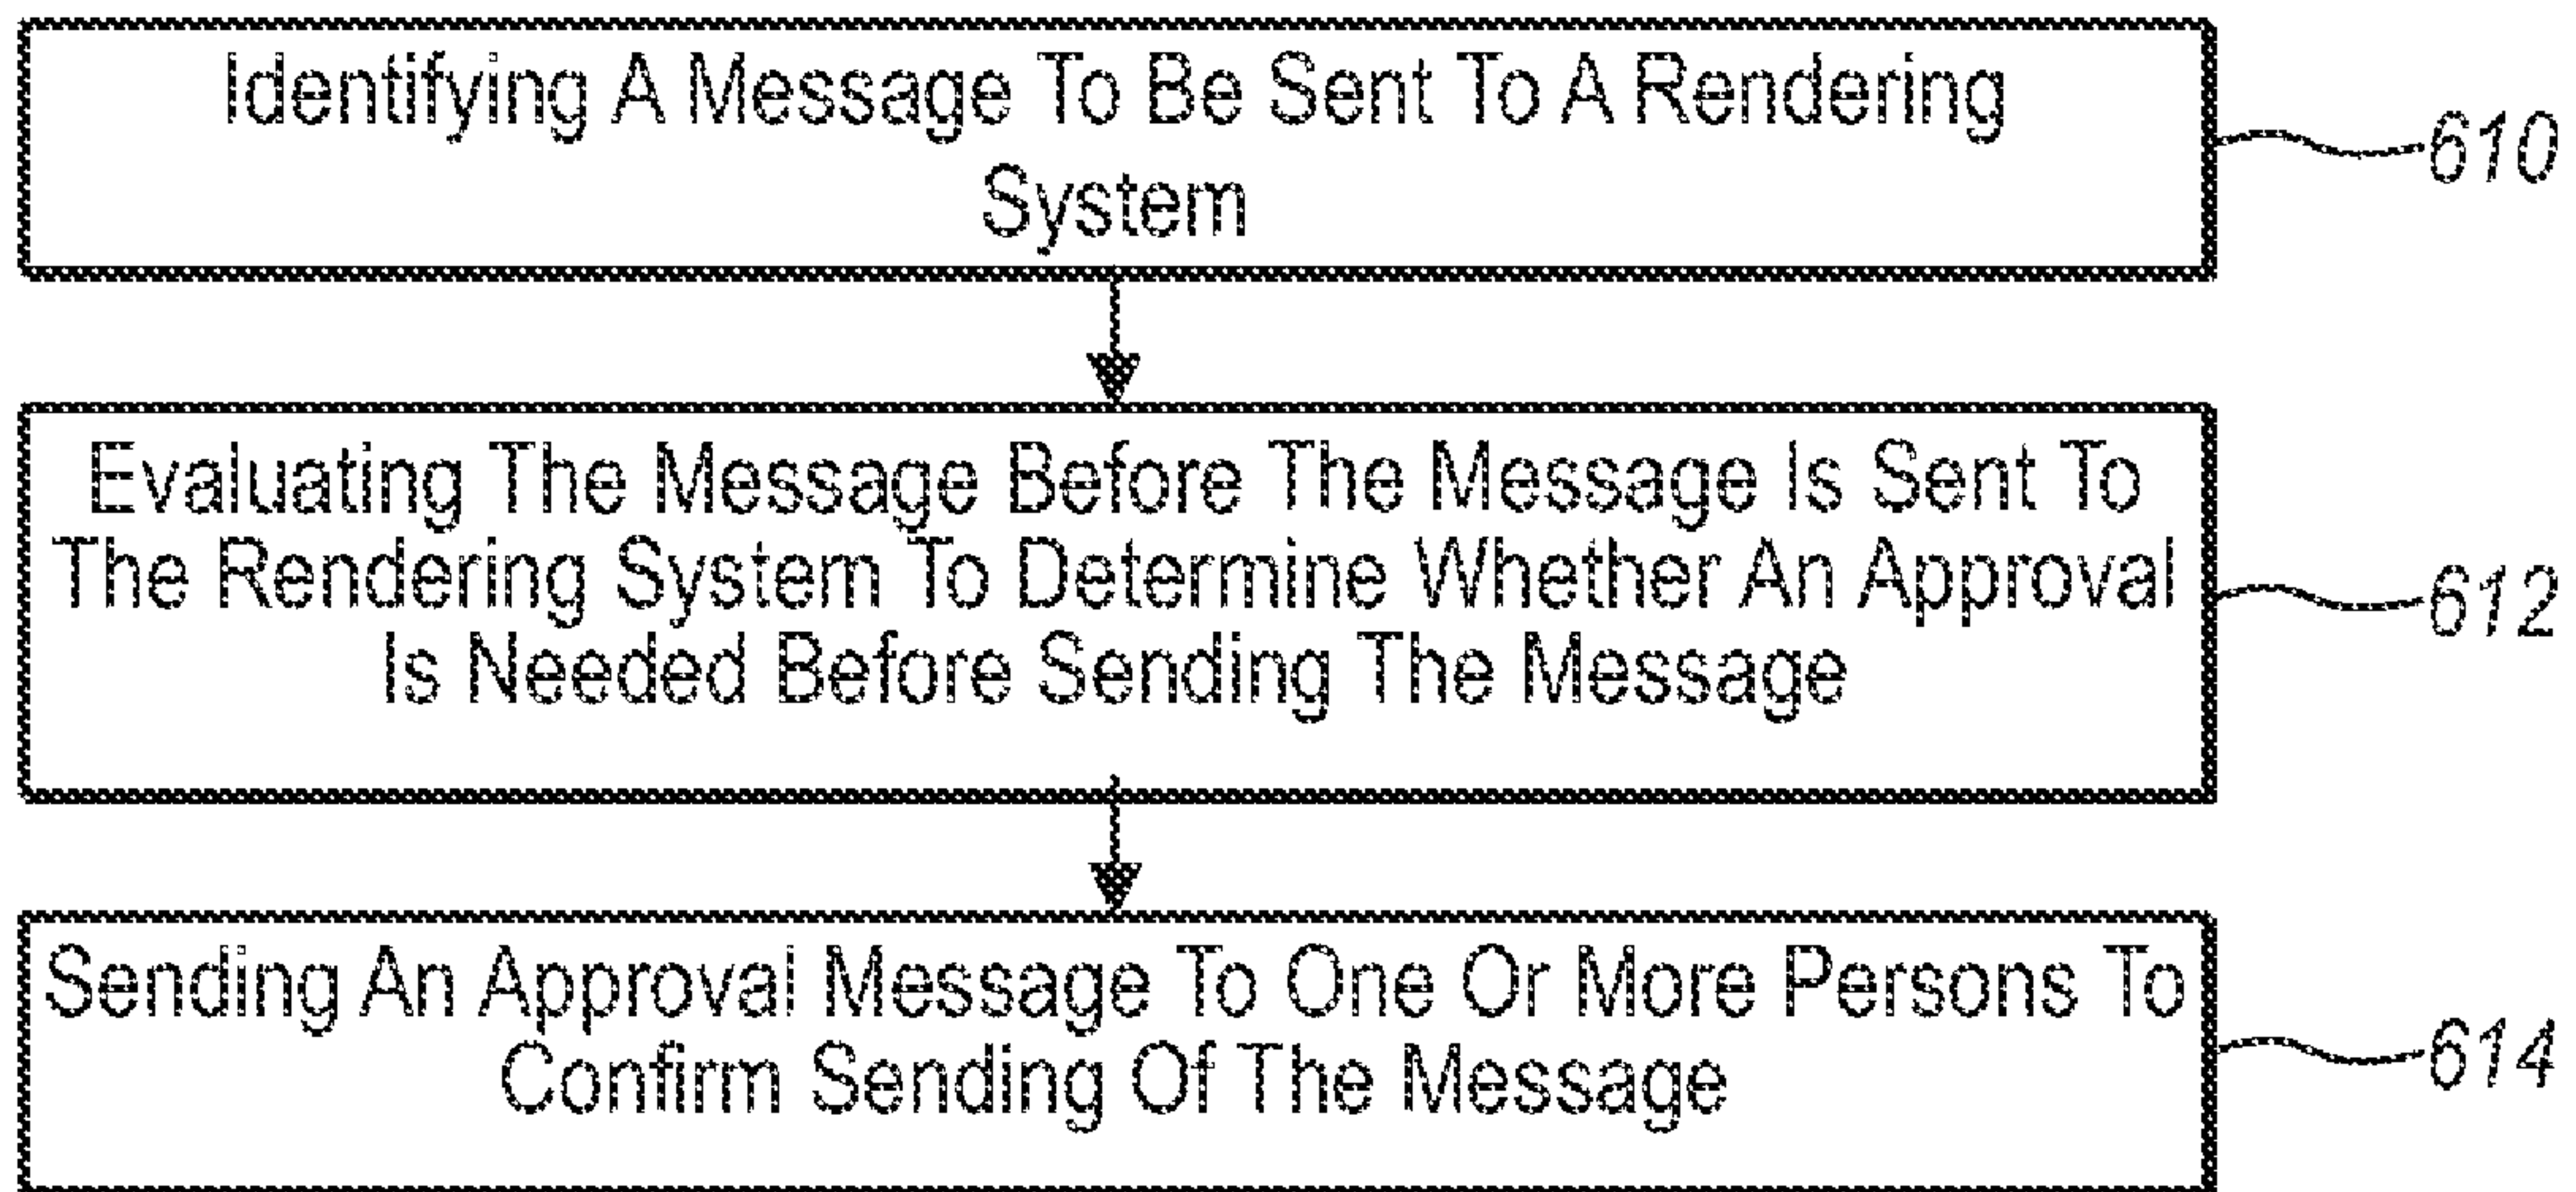 Identifying A Message To Be Sent To A Rendering
System
610
Evaluating The Message Before The Message Is Sent To
The Rendering System To Determine Whether An Approval
Is Needed Before Sending The Message
612
Sending An Approval Message To One Or More Persons To
Confirm Sending Of The Message
614